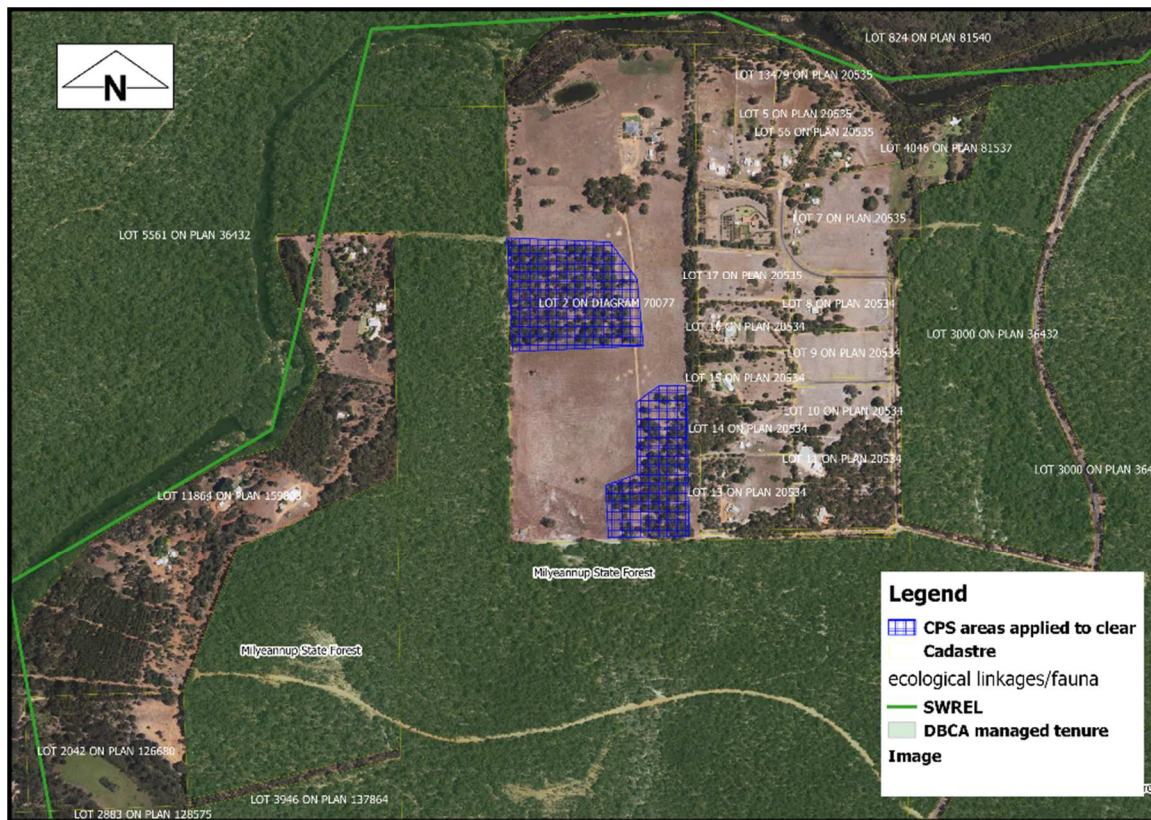 N
LOT 824 ON PLAN 81540
LOT 13479 ON PLAN 20535
LOT 5 ON PLAN 20535
LOT 56 ON PLAN 20535
LOT 4046 ON PLAN 81537
LOT 7 ON PLAN 20535
LOT 5561 ON PLAN 36432
LOT 17 ON PLAN 20535
LOT 2 ON DIAGRAM 70077
LOT 8 ON PLAN 20534
LOT 16 ON PLAN 20534
LOT 3000 ON PLAN 36432
LOT 9 ON PLAN 20534
LOT 15 ON PLAN 20534
LOT 10 ON PLAN 20534
LOT 14 ON PLAN 20534
LOT 11 ON PLAN 20534
LOT 3000 ON PLAN 364
LOT 13 ON PLAN 20534
LOT 11864 ON PLAN
Milyeannup State Forest
Milyeannup State Forest
LOT 2042 ON PLAN 126680
LOT 3946 ON PLAN 137864
LOT 2883 ON PLAN 128575
Legend
CPS areas applied to clear
Cadastre
ecological linkages/fauna
SWREL
DBCA managed tenure
Image